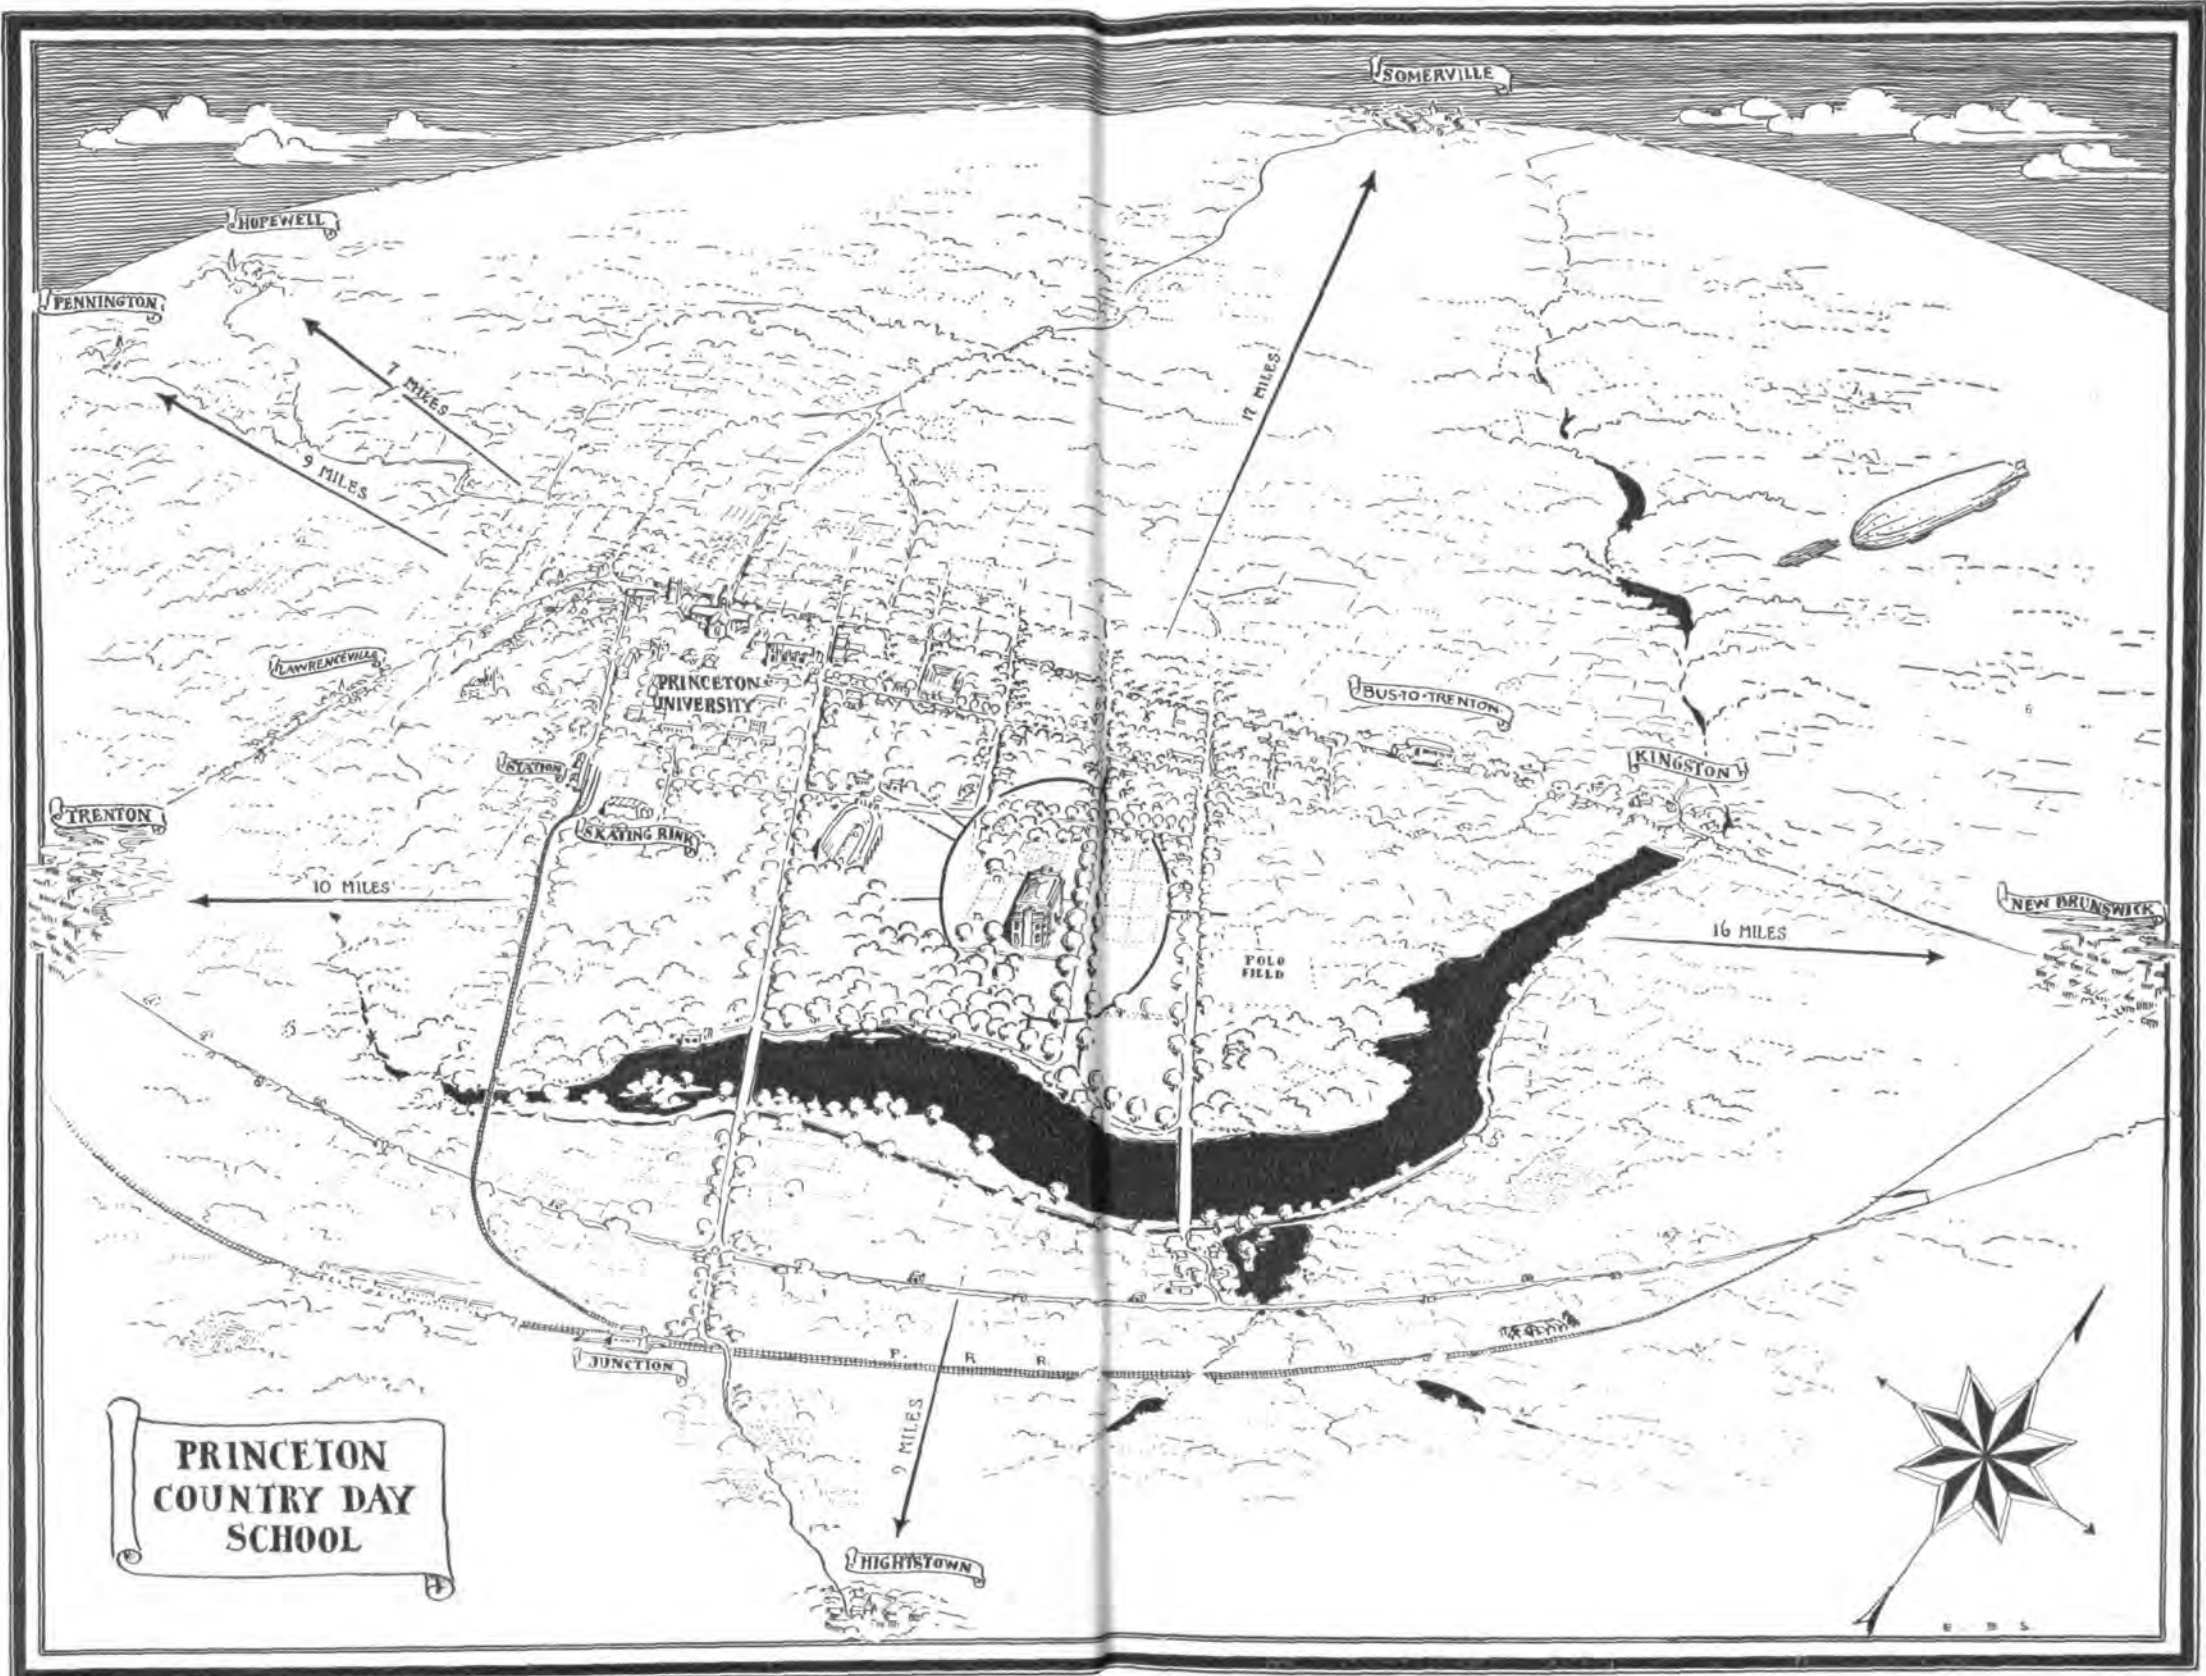 SOMERVILLE
HOPEWELL
PENNINGTON
7 MILES
17 MILES
9 MILES
LAWRENCEVILLE
PRINCETON
UNIVERSITY
BUS·TO·TRENTON
STATION
KINGSTON
TRENTON
SKATING RINK
10 MILES
NEW BRUNSWICK
16 MILES
POLO
FIELD
JUNCTION
P. R. R.
9 MILES
PRINCETON
COUNTRY DAY
SCHOOL
HIGHTSTOWN
E B S